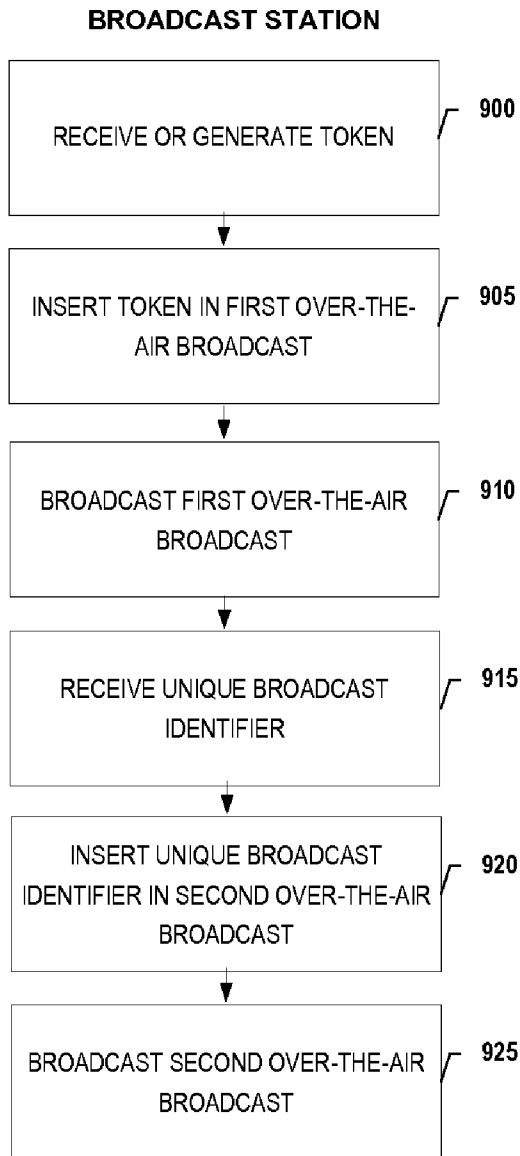 BROADCAST STATION
900
RECEIVE OR GENERATE TOKEN
905
INSERT TOKEN IN FIRST OVER-THE-
AIR BROADCAST
910
BROADCAST FIRST OVER-THE-AIR
BROADCAST
915
RECEIVE UNIQUE BROADCAST
IDENTIFIER
920
INSERT UNIQUE BROADCAST
IDENTIFIER IN SECOND OVER-THE-AIR
BROADCAST
925
BROADCAST SECOND OVER-THE-AIR
BROADCAST